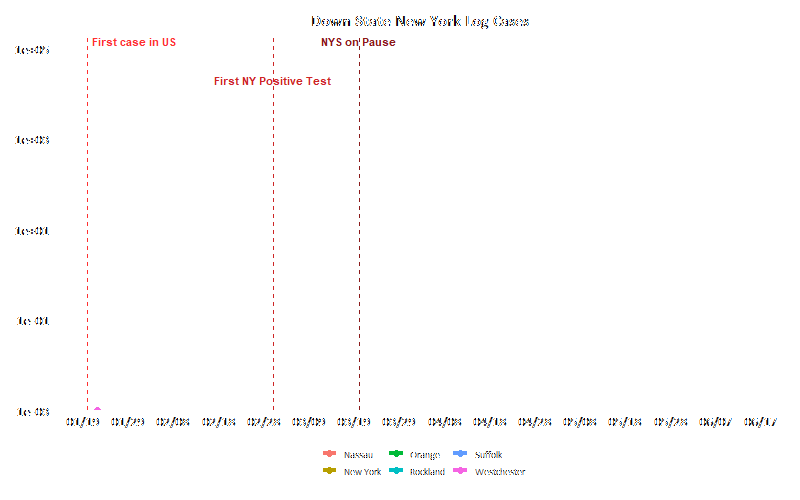 Down State New York Log Cases
First case in US
NYS on Pause
First NY Positive Test
01/19 01/29 02/08 02/18 02/28 03/09 03/19 03/29 04/08 04/18 04/28 05/08 05/18 05/28 06/07 06/17
Nassau Orange Suffolk
New York Rockland Westchester